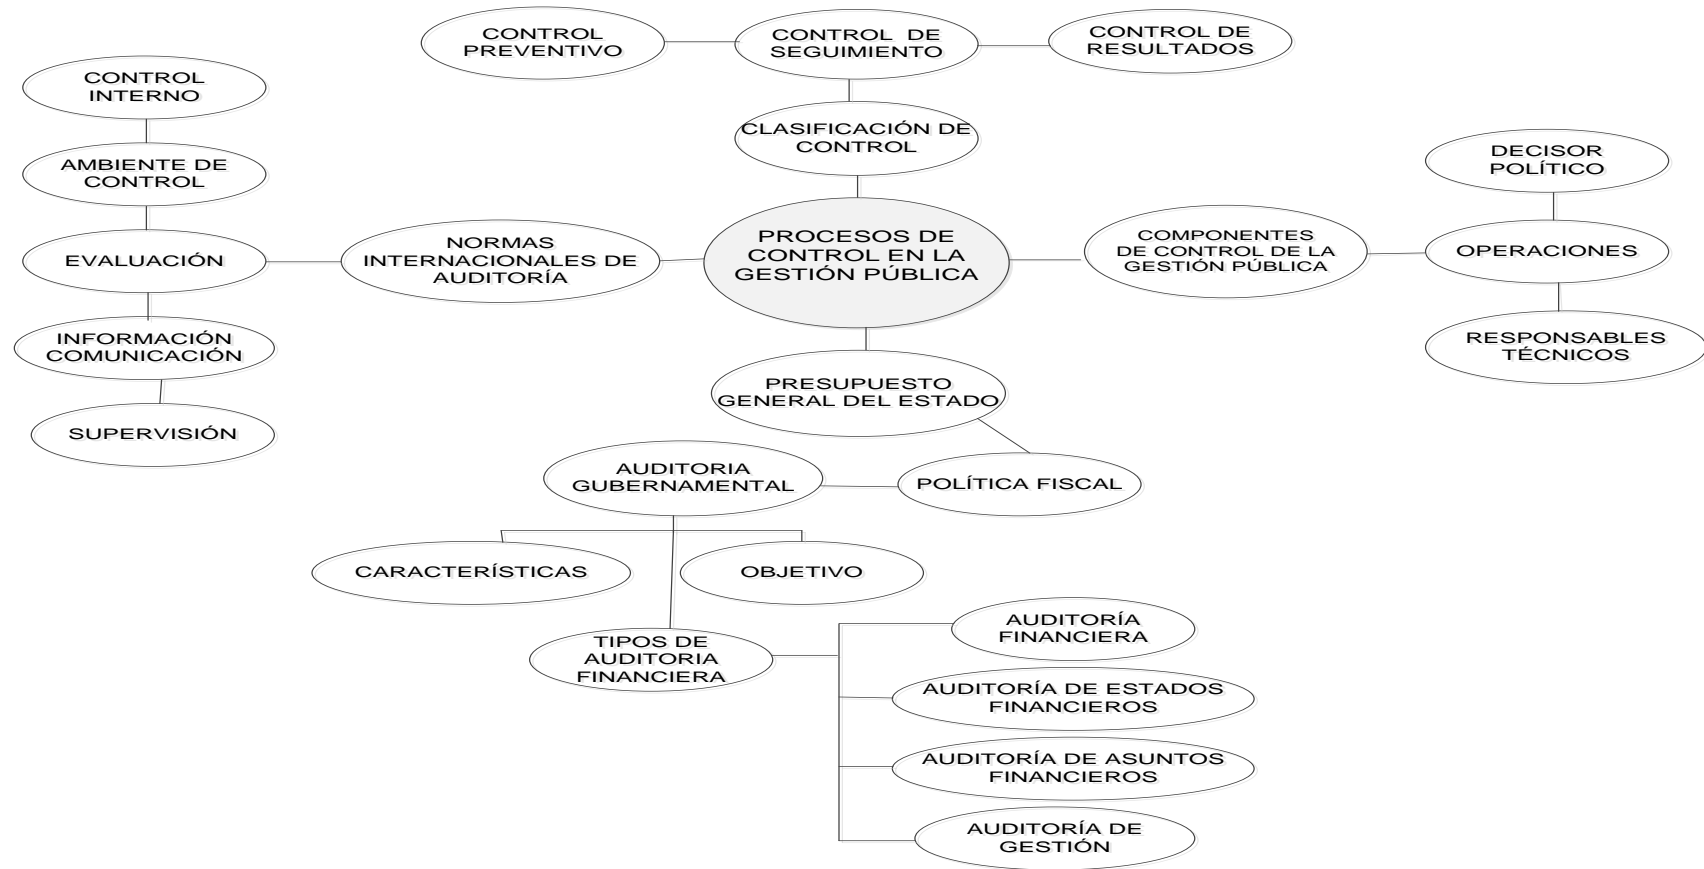 CONTROL
PREVENTIVO
CONTROL DE
SEGUIMIENTO
CONTROL DE
RESULTADOS
CLASIFICACIÓN DE
CONTROL
CONTROL
INTERNO
AMBIENTE DE
CONTROL
EVALUACIÓN
INFORMACIÓN
COMUNICACIÓN
SUPERVISIÓN
NORMAS
INTERNACIONALES DE
AUDITORÍA
PROCESOS DE
CONTROL EN LA
GESTIÓN PÚBLICA
COMPONENTES
DE CONTROL DE LA
GESTIÓN PÚBLICA
DECISOR
POLÍTICO
OPERACIONES
RESPONSABLES
TÉCNICOS
PRESUPUESTO
GENERAL DEL ESTADO
AUDITORIA
GUBERNAMENTAL
POLÍTICA FISCAL
CARACTERÍSTICAS
OBJETIVO
TIPOS DE
AUDITORIA
FINANCIERA
AUDITORÍA
FINANCIERA
AUDITORÍA DE ESTADOS
FINANCIEROS
AUDITORÍA DE ASUNTOS
FINANCIEROS
AUDITORÍA DE
GESTIÓN